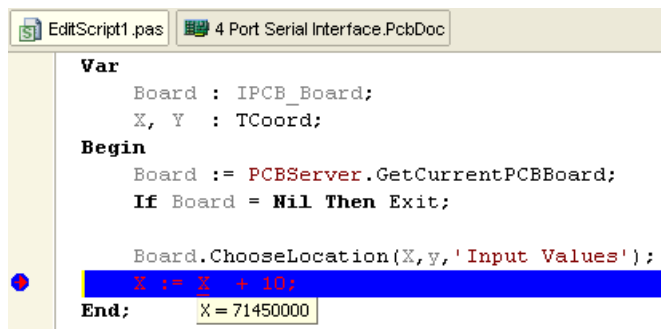 EditScript1.pas 4 Port Serial Interface.PcbDoc
Var
Board : IPCB_Board;
X, Y : TCoord;
Begin
Board := PCBServer.GetCurrentPCBBoard;
If Board = Nil Then Exit;
Board.ChooseLocation(X,y,'Input Values');
X := X + 10;
End;
X = 71450000